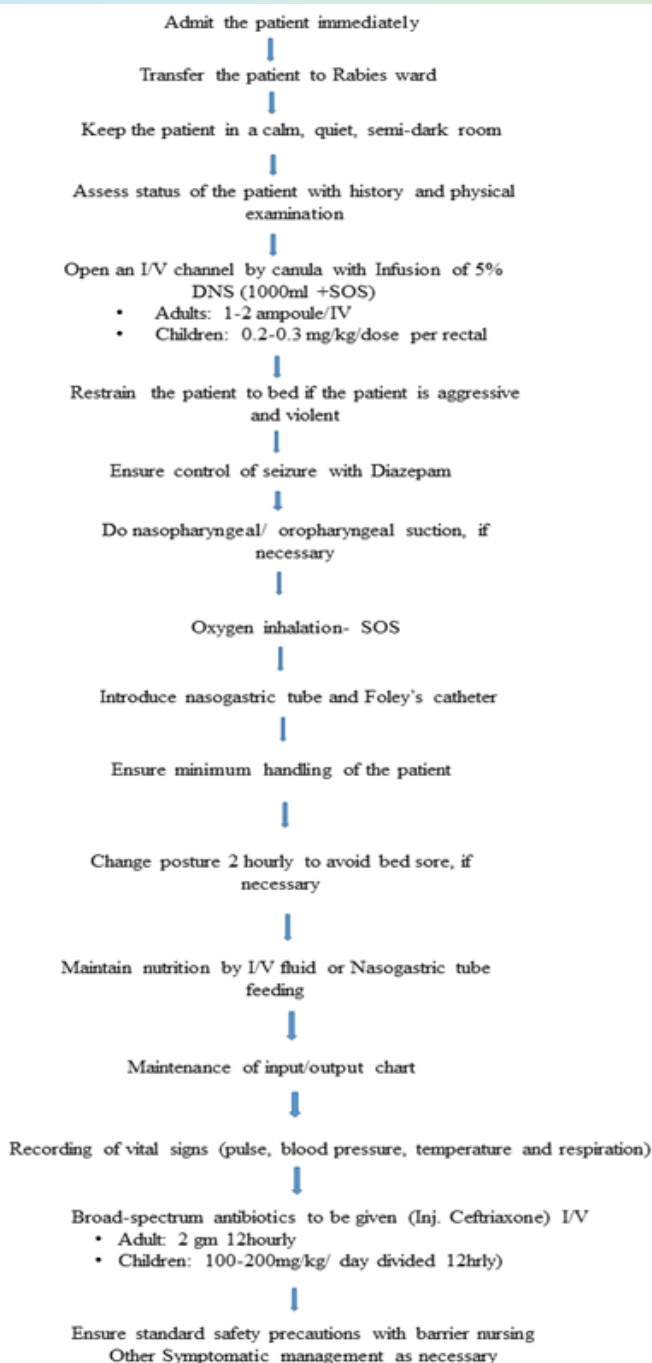 Admit the patient immediately
Transfer the patient to Rabies ward
Keep the patient in a calm, quiet, semi-dark room
Assess status of the patient with history and physical
examination
Open an I/V channel by canula with Infusion of 5%
DNS (1000ml +SOS)
• Adults: 1-2 ampoule/IV
• Children: 0.2-0.3 mg/kg/dose per rectal
Restrain the patient to bed if the patient is aggressive
and violent
Ensure control of seizure with Diazepam
Do nasopharyngeal/ oropharyngeal suction, if
necessary
Oxygen inhalation- SOS
Introduce nasogastric tube and Foley's catheter
Ensure minimum handling of the patient
Change posture 2 hourly to avoid bed sore, if
necessary
Maintain nutrition by I/V fluid or Nasogastric tube
feeding
Maintenance of input/output chart
Recording of vital signs (pulse, blood pressure, temperature and respiration)
Broad-spectrum antibiotics to be given (Inj. Ceftriaxone) I/V
• Adult: 2 gm 12hourly
• Children: 100-200mg/kg/ day divided 12hrly)
Ensure standard safety precautions with barrier nursing
Other Symptomatic management as necessary